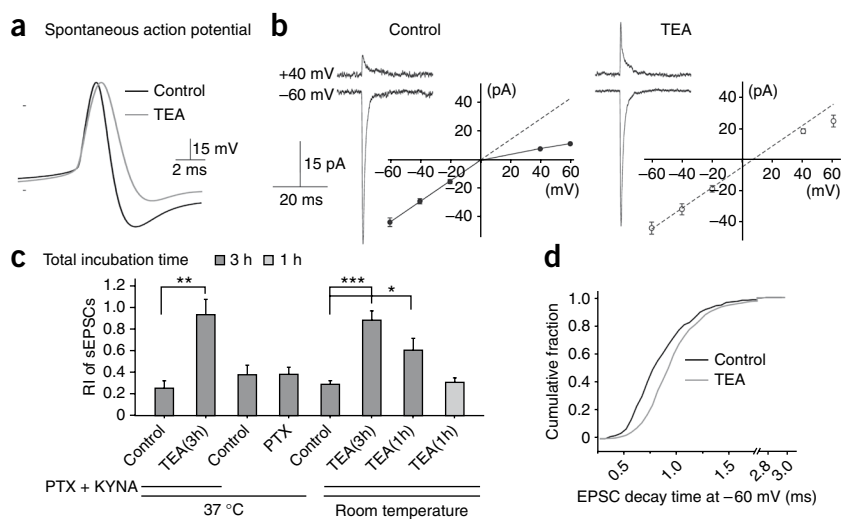 a Spontaneous action potential
Control
TEA
15 mV
2 ms
b Control TEA
+40 mV
−60 mV
(pA)
40
20
−60 −40 −20 20 40 60
(mV)
−20
−40
15 pA
20 ms
(pA)
40
20
−60 −40 −20 20 40 60
(mV)
−20
−40
c Total incubation time 3 h 1 h
RI of sEPSCs
1.2
1.0
0.8
0.6
0.4
0.2
0
** *** *
Control TEA(3h) Control PTX Control TEA(3h) TEA(1h) TEA(1h)
PTX + KYNA
37 °C Room temperature
d
Cumulative fraction
1.0
0.8
0.6
0.4
0.2
0
Control
TEA
0.5 1.0 1.5 2.8 3.0
EPSC decay time at −60 mV (ms)